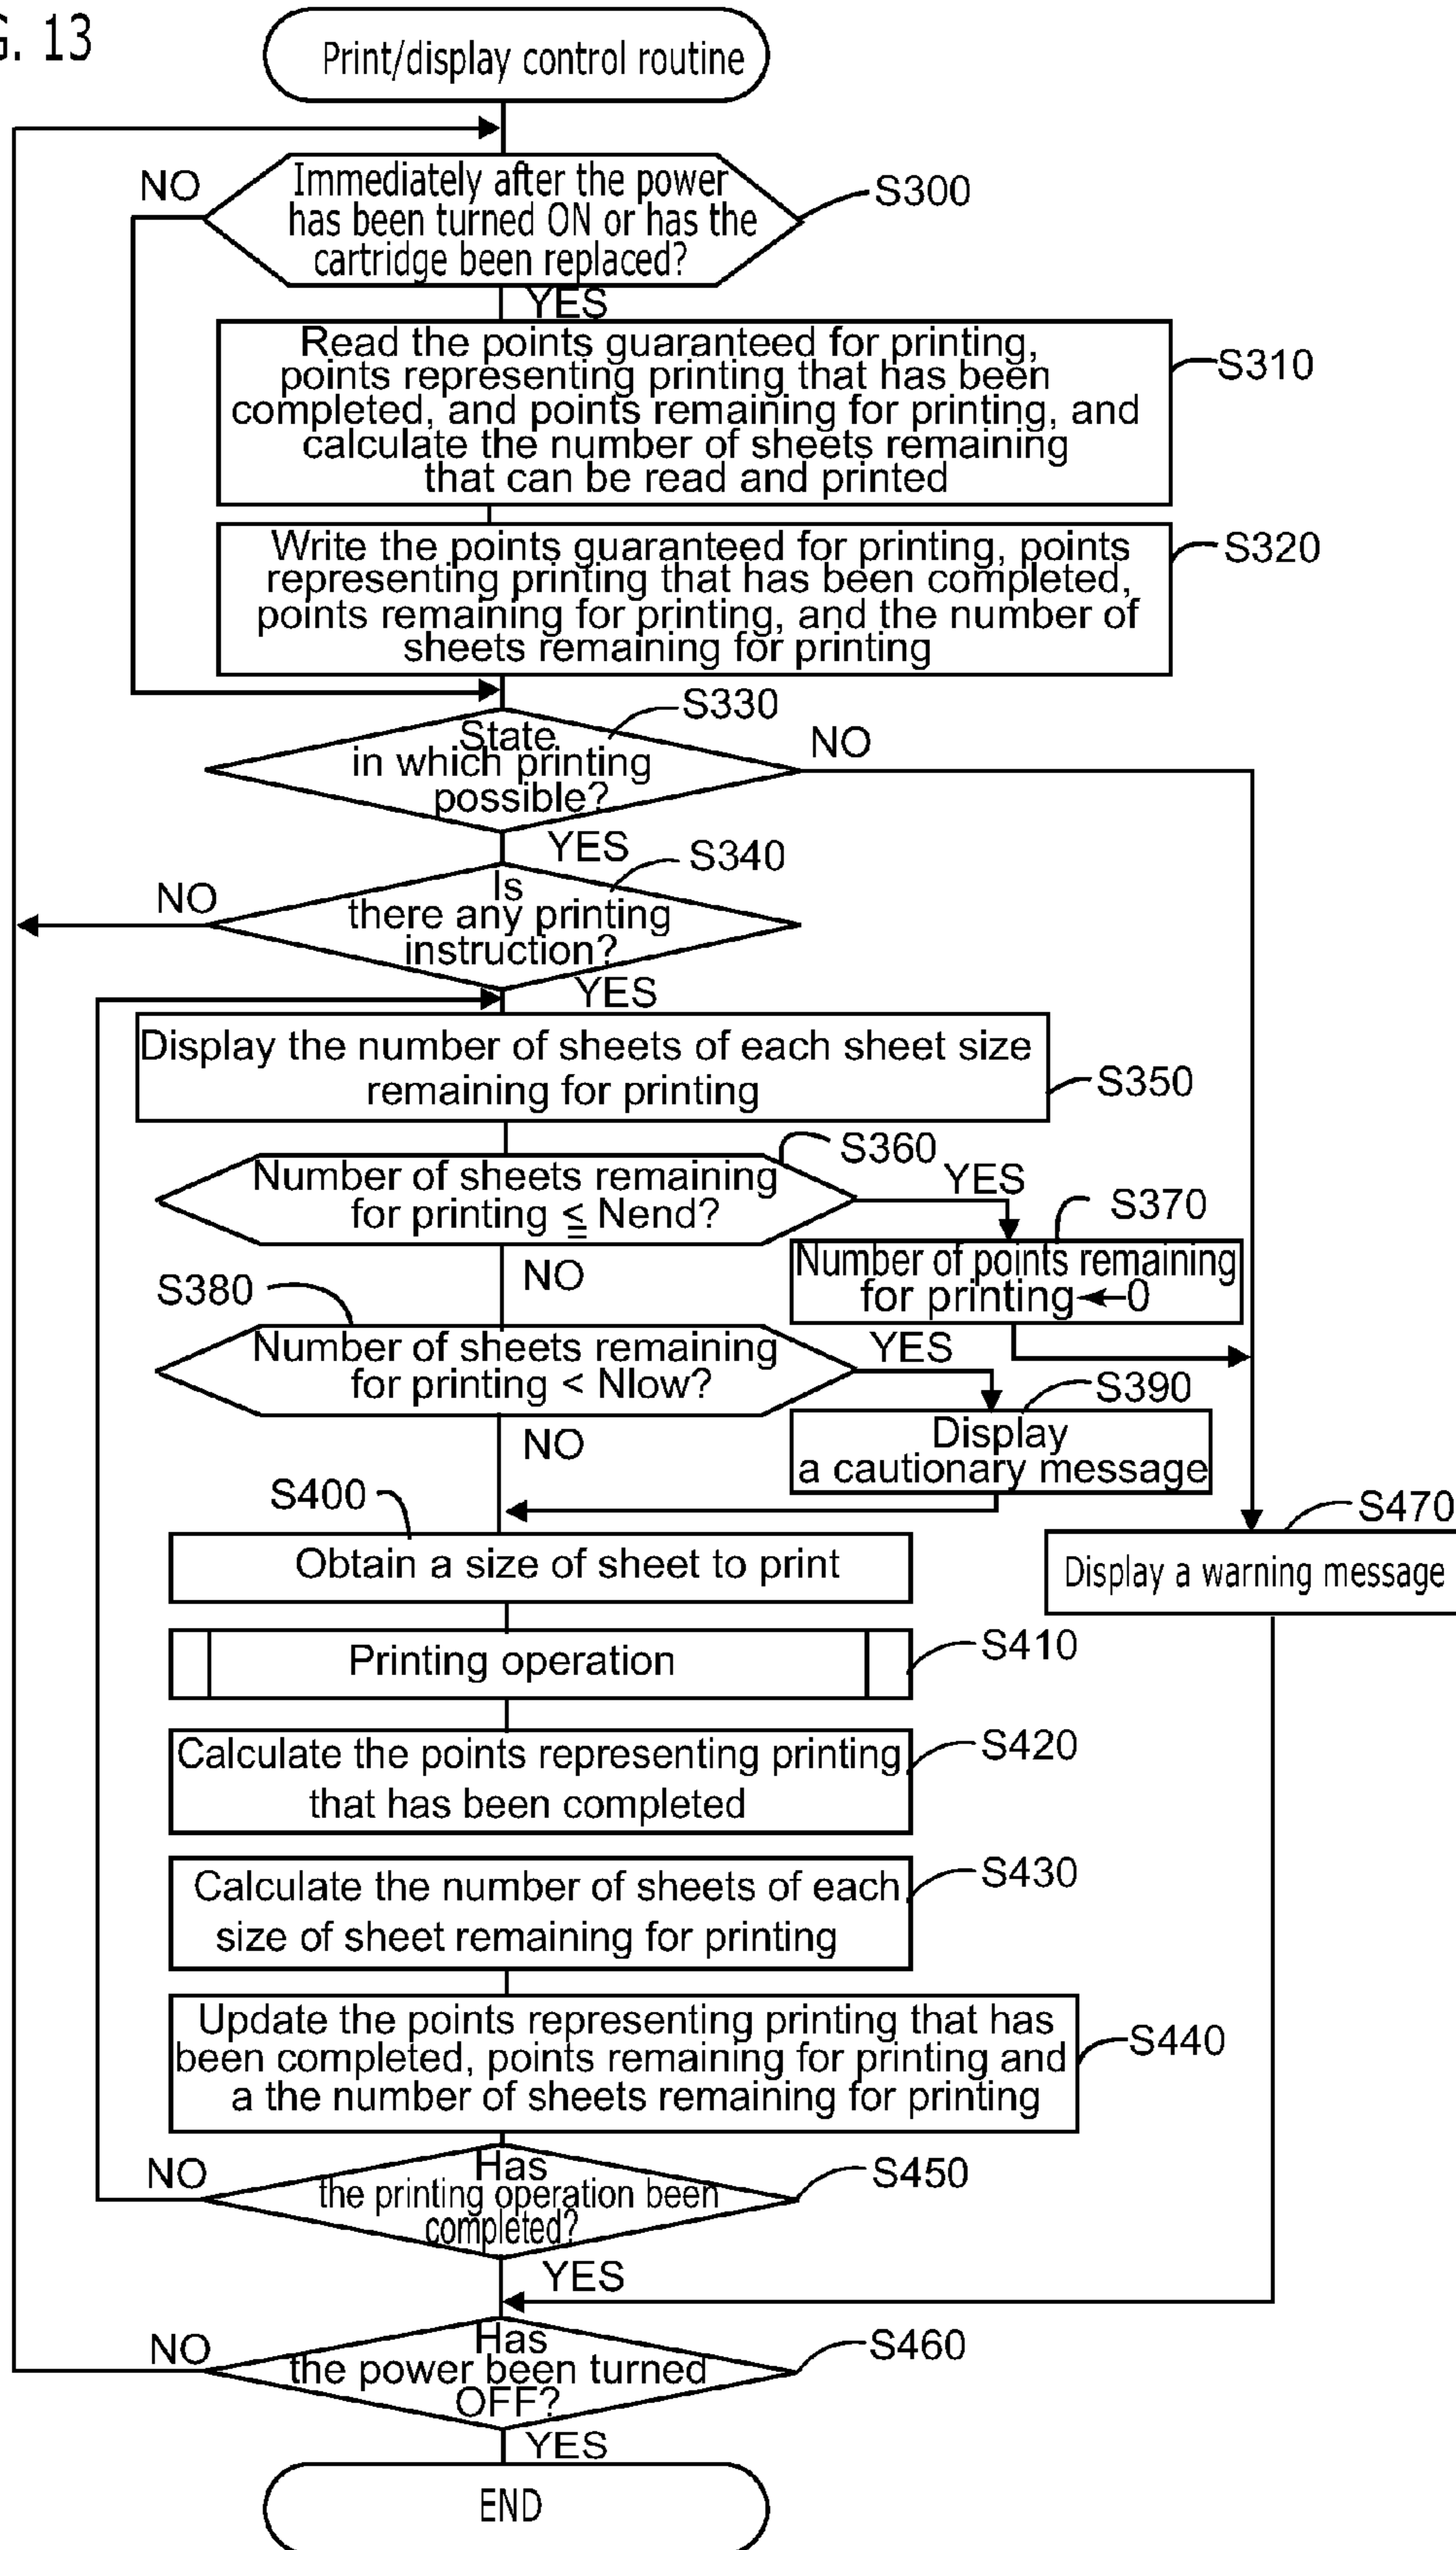 G. 13
Print/display control routine
NO
Immediately after the power
has been turned ON or has the
cartridge been replaced?
S300
YES
Read the points guaranteed for printing,
points representing printing that has been
completed, and points remaining for printing, and
calculate the number of sheets remaining
that can be read and printed
S310
Write the points guaranteed for printing, points
representing printing that has been completed,
points remaining for printing, and the number of
sheets remaining for printing
S320
S330
State
in which printing
possible?
NO
YES
S340
NO
Is
there any printing
instruction?
YES
Display the number of sheets of each sheet size
remaining for printing
S350
S360
Number of sheets remaining
for printing ≦ Nend?
YES
S370
Number of points remaining
for printing←0
NO
S380
Number of sheets remaining
for printing < Nlow?
YES
S390
Display
a cautionary message
NO
S400
Obtain a size of sheet to print
S470
Display a warning message
Printing operation
S410
Calculate the points representing printing
that has been completed
S420
Calculate the number of sheets of each
size of sheet remaining for printing
S430
Update the points representing printing that has
been completed, points remaining for printing and
a the number of sheets remaining for printing
S440
NO
Has
the printing operation been
completed?
S450
YES
NO
Has
the power been turned
OFF?
S460
YES
END